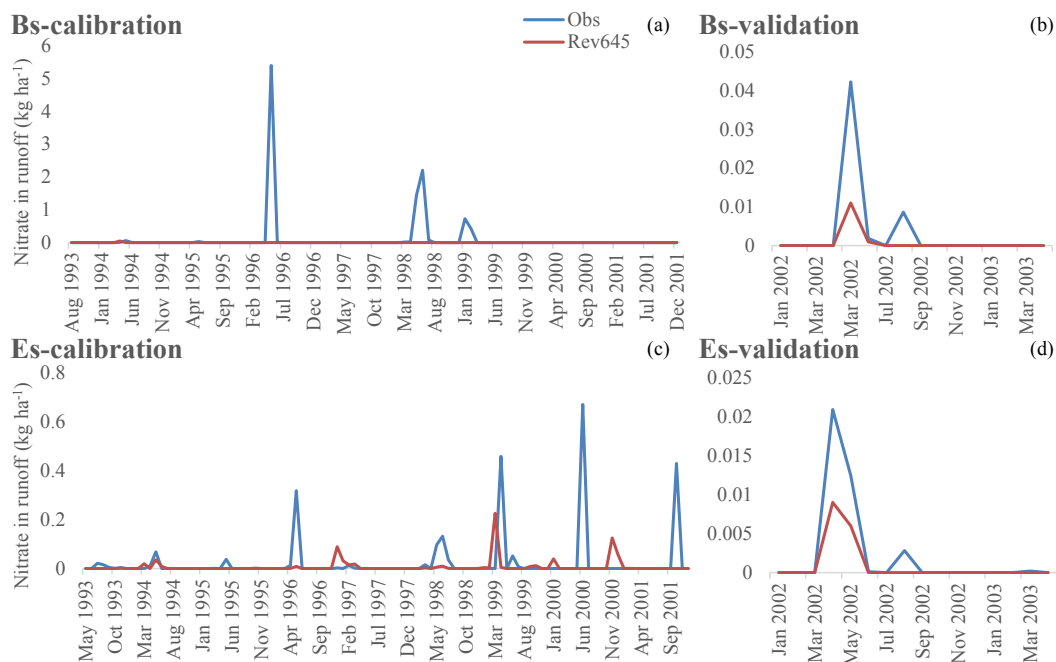 Bs-calibration
Obs
Rev645
(a)
Nitrate in runoff (kg ha-1)
6
5
4
3
2
1
0
Aug 1993
Jan 1994
Jun 1994
Nov 1994
Apr 1995
Sep 1995
Feb 1996
Jul 1996
Dec 1996
May 1997
Oct 1997
Mar 1998
Aug 1998
Jan 1999
Jun 1999
Nov 1999
Apr 2000
Sep 2000
Feb 2001
Jul 2001
Dec 2001
Bs-validation
(b)
0.05
0.04
0.03
0.02
0.01
0
Jan 2002
Mar 2002
Mar 2002
Jul 2002
Sep 2002
Nov 2002
Jan 2003
Mar 2003
Es-calibration
(c)
Nitrate in runoff (kg ha-1)
0.8
0.6
0.4
0.2
0
May 1993
Oct 1993
Mar 1994
Aug 1994
Jan 1995
Jun 1995
Nov 1995
Apr 1996
Sep 1996
Feb 1997
Jul 1997
Dec 1997
May 1998
Oct 1998
Mar 1999
Aug 1999
Jan 2000
Jun 2000
Nov 2000
Apr 2001
Sep 2001
Es-validation
(d)
0.025
0.02
0.015
0.01
0.005
0
Jan 2002
Mar 2002
May 2002
Jul 2002
Sep 2002
Nov 2002
Jan 2003
Mar 2003